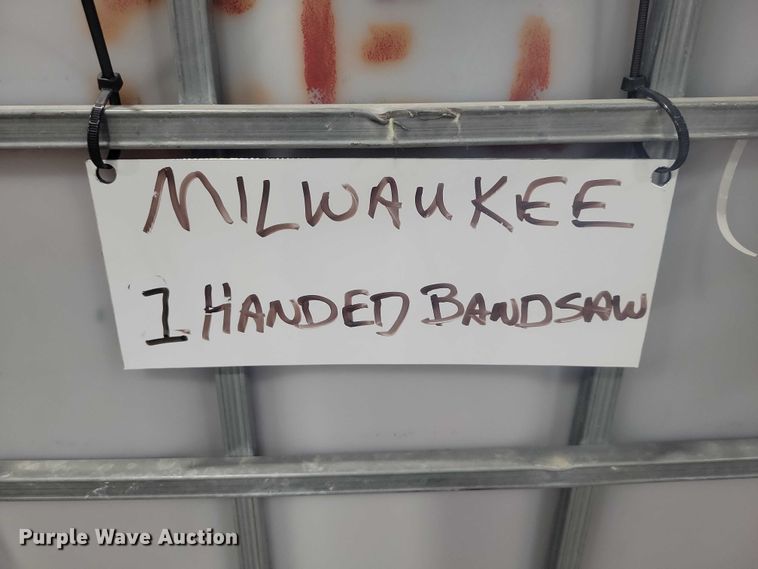 MILWAUKEE
1 HANDED BANDSAW
Purple Wave Auction